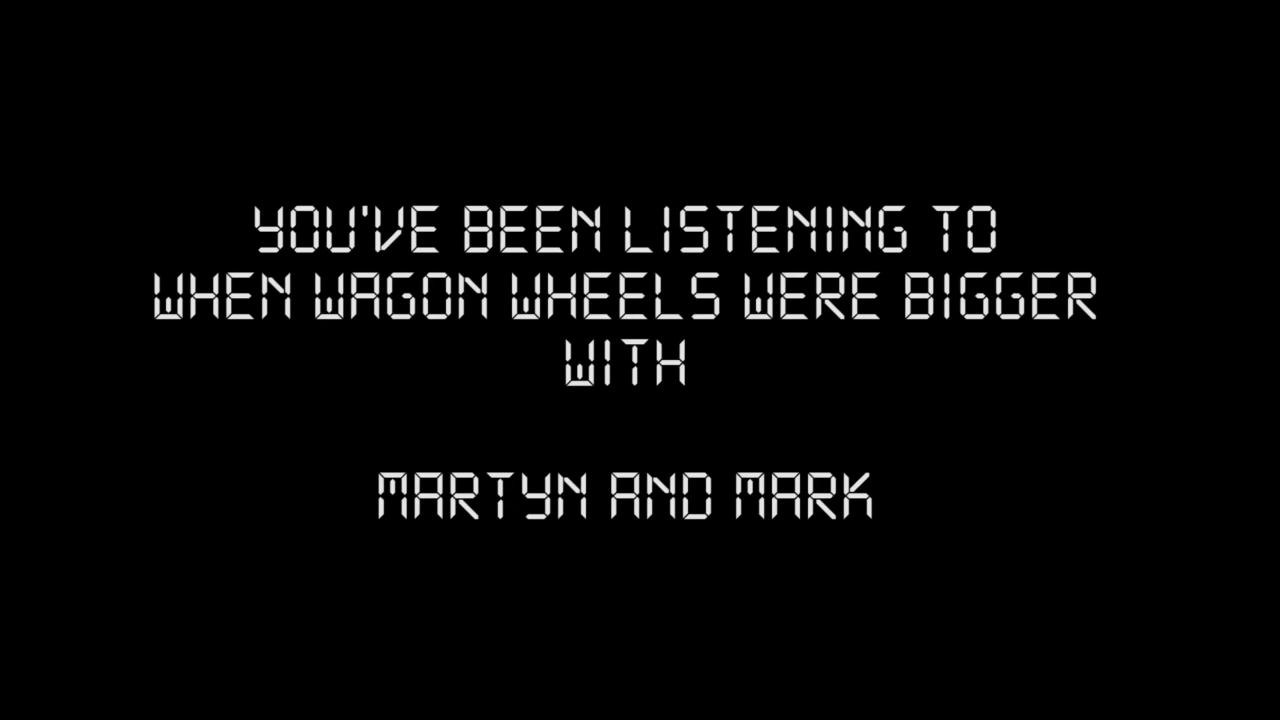 YOU'VE BEEN LISTENING TO
WHEN WAGON WHEELS WERE BIGGER
WITH
MARTYN AND MARK